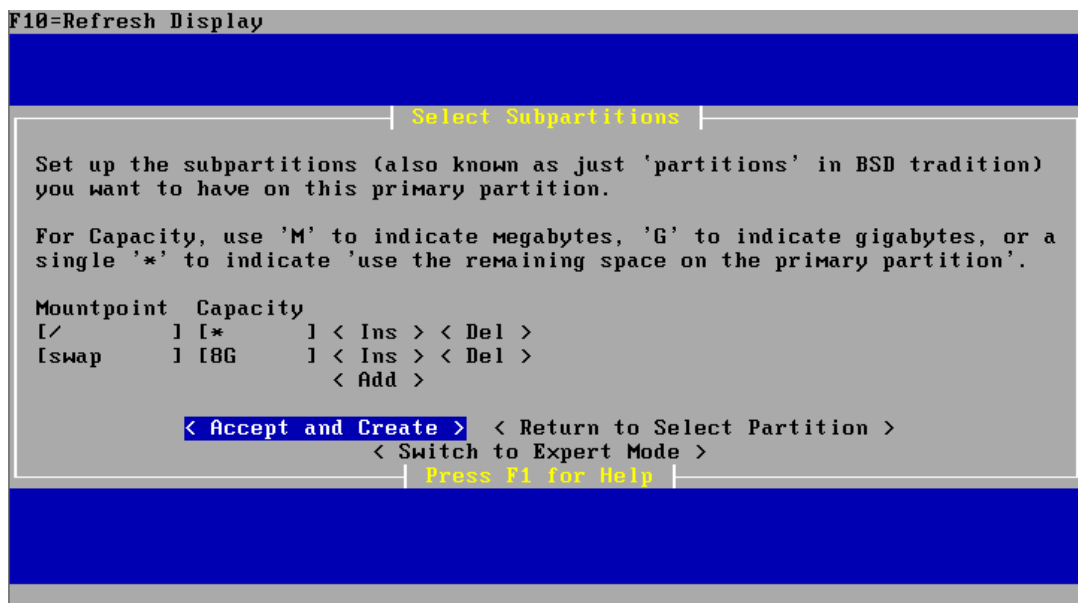 F10=Refresh Display
Select Subpartitions
Set up the subpartitions (also known as just 'partitions' in BSD tradition)
you want to have on this primary partition.
For Capacity, use 'M' to indicate megabytes, 'G' to indicate gigabytes, or a
single '*' to indicate 'use the remaining space on the primary partition'.
Mountpoint  Capacity
[/         ] [*       ] < Ins > < Del >
[swap      ] [8G      ] < Ins > < Del >
< Add >
< Accept and Create >  < Return to Select Partition >
< Switch to Expert Mode >
Press F1 for Help